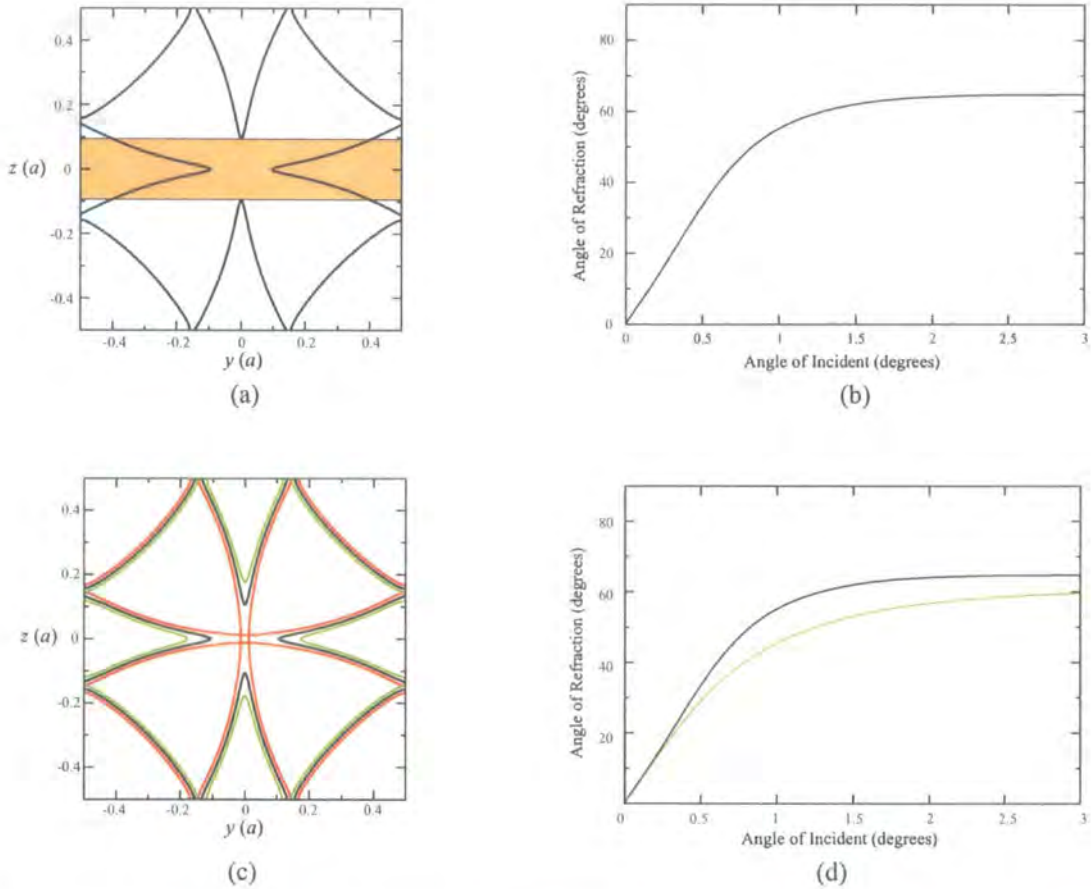 0.4
0.2
z (a) 0
-0.2
-0.4
-0.4 -0.2 0 0.2 0.4
y (a)
(a)
Angle of Refraction (degrees)
80
60
40
20
0
0 0.5 1 1.5 2 2.5 3
Angle of Incident (degrees)
(b)
0.4
0.2
z (a) 0
-0.2
-0.4
-0.4 -0.2 0 0.2 0.4
y (a)
(c)
Angle of Refraction (degrees)
80
60
40
20
0 0.5 1 1.5 2 2.5 3
Angle of Incident (degrees)
(d)